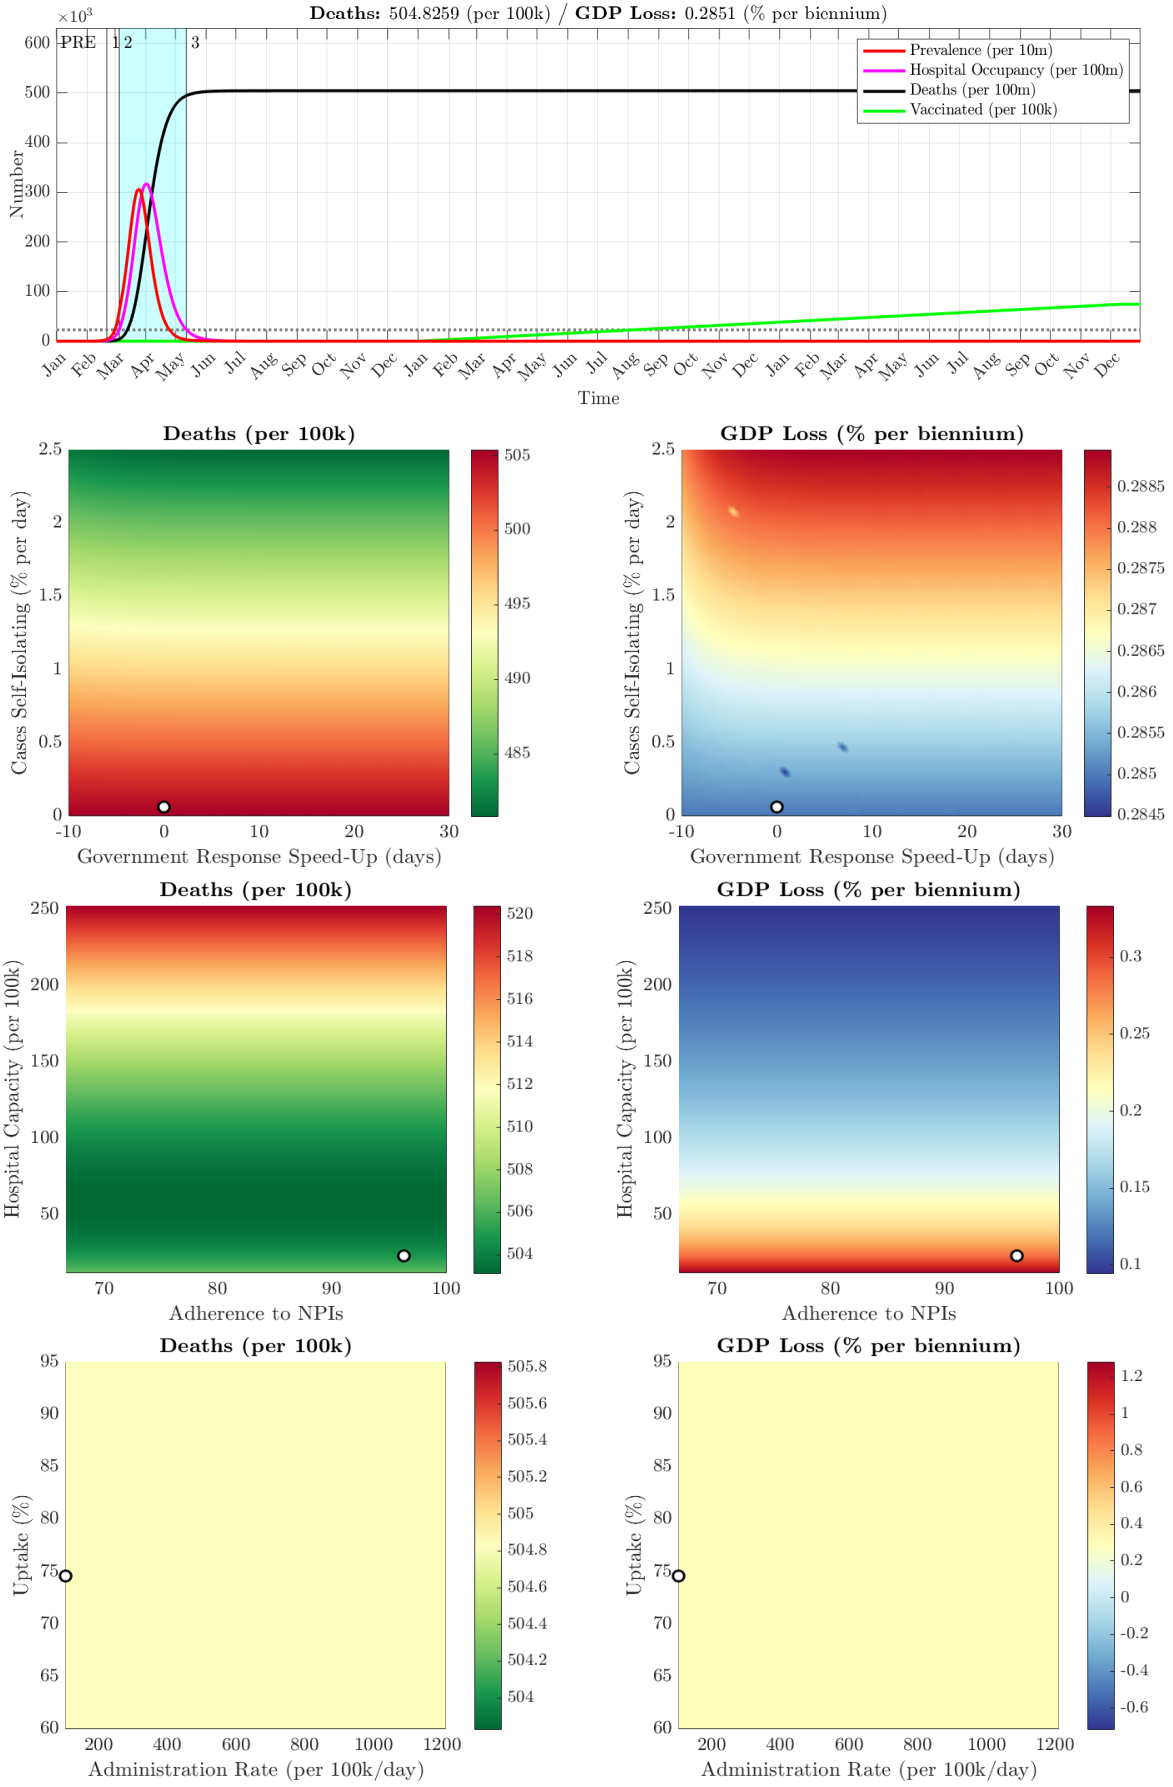 Deaths: 504.8259 (per 100k) / GDP Loss: 0.2851 (% per biennium)
×10³
PRE 1 2 3
Prevalence (per 10m)
Hospital Occupancy (per 100m)
Deaths (per 100m)
Vaccinated (per 100k)
600
500
400
300
200
100
0
Number
Jan Feb Mar Apr May Jun Jul Aug Sep Oct Nov Dec Jan Feb Mar Apr May Jun Jul Aug Sep Oct Nov Dec Jan Feb Mar Apr May Jun Jul Aug Sep Oct Nov Dec
Time
Deaths (per 100k)
2.5
2
1.5
1
0.5
0
Cases Self-Isolating (% per day)
-10 0 10 20 30
Government Response Speed-Up (days)
505
500
495
490
485
GDP Loss (% per biennium)
2.5
2
1.5
1
0.5
0
Cases Self-Isolating (% per day)
-10 0 10 20 30
Government Response Speed-Up (days)
0.2885
0.288
0.2875
0.287
0.2865
0.286
0.2855
0.285
0.2845
Deaths (per 100k)
250
200
150
100
50
Hospital Capacity (per 100k)
70 80 90 100
Adherence to NPIs
520
518
516
514
512
510
508
506
504
GDP Loss (% per biennium)
250
200
150
100
50
Hospital Capacity (per 100k)
70 80 90 100
Adherence to NPIs
0.3
0.25
0.2
0.15
0.1
Deaths (per 100k)
95
90
85
80
75
70
65
60
Uptake (%)
200 400 600 800 1000 1200
Administration Rate (per 100k/day)
505.8
505.6
505.4
505.2
505
504.8
504.6
504.4
504.2
504
GDP Loss (% per biennium)
95
90
85
80
75
70
65
60
Uptake (%)
200 400 600 800 1000 1200
Administration Rate (per 100k/day)
1.2
1
0.8
0.6
0.4
0.2
0
-0.2
-0.4
-0.6